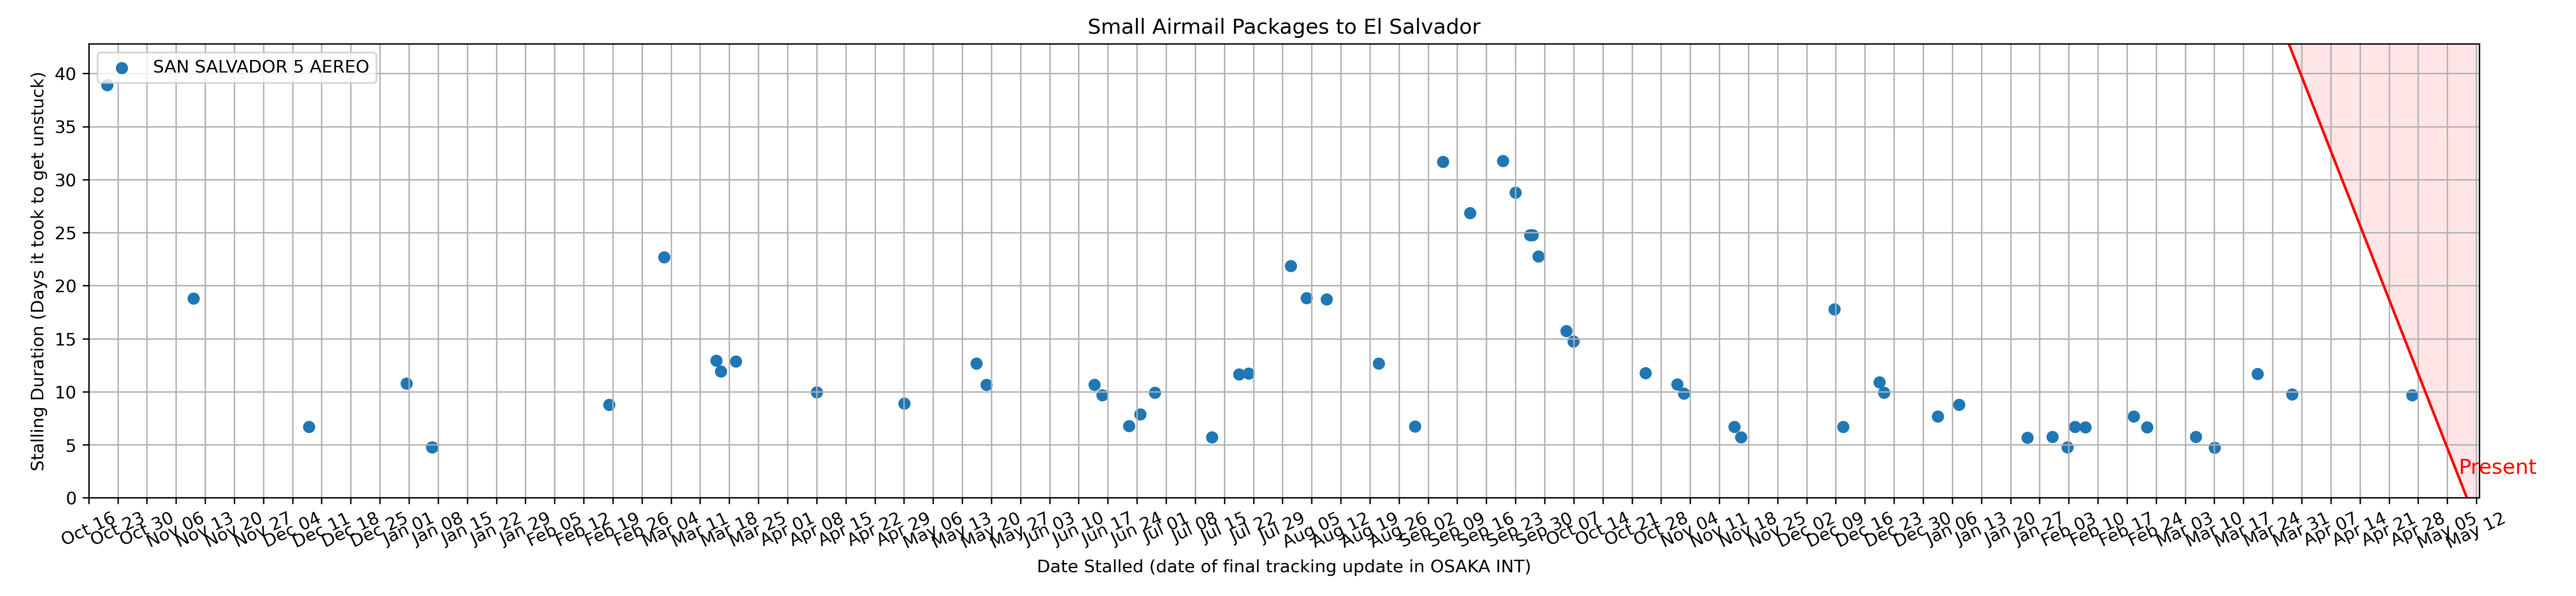 Small Airmail Packages to El Salvador
SAN SALVADOR 5 AEREO
Stalling Duration (Days it took to get unstuck)
40
35
30
25
20
15
10
5
0
Present
Oct 16
Oct 23
Oct 30
Nov 06
Nov 13
Nov 20
Nov 27
Dec 04
Dec 11
Dec 18
Dec 25
Jan 01
Jan 08
Jan 15
Jan 22
Jan 29
Feb 05
Feb 12
Feb 19
Feb 26
Mar 04
Mar 11
Mar 18
Mar 25
Apr 01
Apr 08
Apr 15
Apr 22
Apr 29
May 06
May 13
May 20
May 27
Jun 03
Jun 10
Jun 17
Jun 24
Jul 01
Jul 08
Jul 15
Jul 22
Jul 29
Aug 05
Aug 12
Aug 19
Aug 26
Sep 02
Sep 09
Sep 16
Sep 23
Sep 30
Oct 07
Oct 14
Oct 21
Oct 28
Nov 04
Nov 11
Nov 18
Nov 25
Dec 02
Dec 09
Dec 16
Dec 23
Dec 30
Jan 06
Jan 13
Jan 20
Jan 27
Feb 03
Feb 10
Feb 17
Feb 24
Mar 03
Mar 10
Mar 17
Mar 24
Mar 31
Apr 07
Apr 14
Apr 21
Apr 28
May 05
May 12
Date Stalled (date of final tracking update in OSAKA INT)